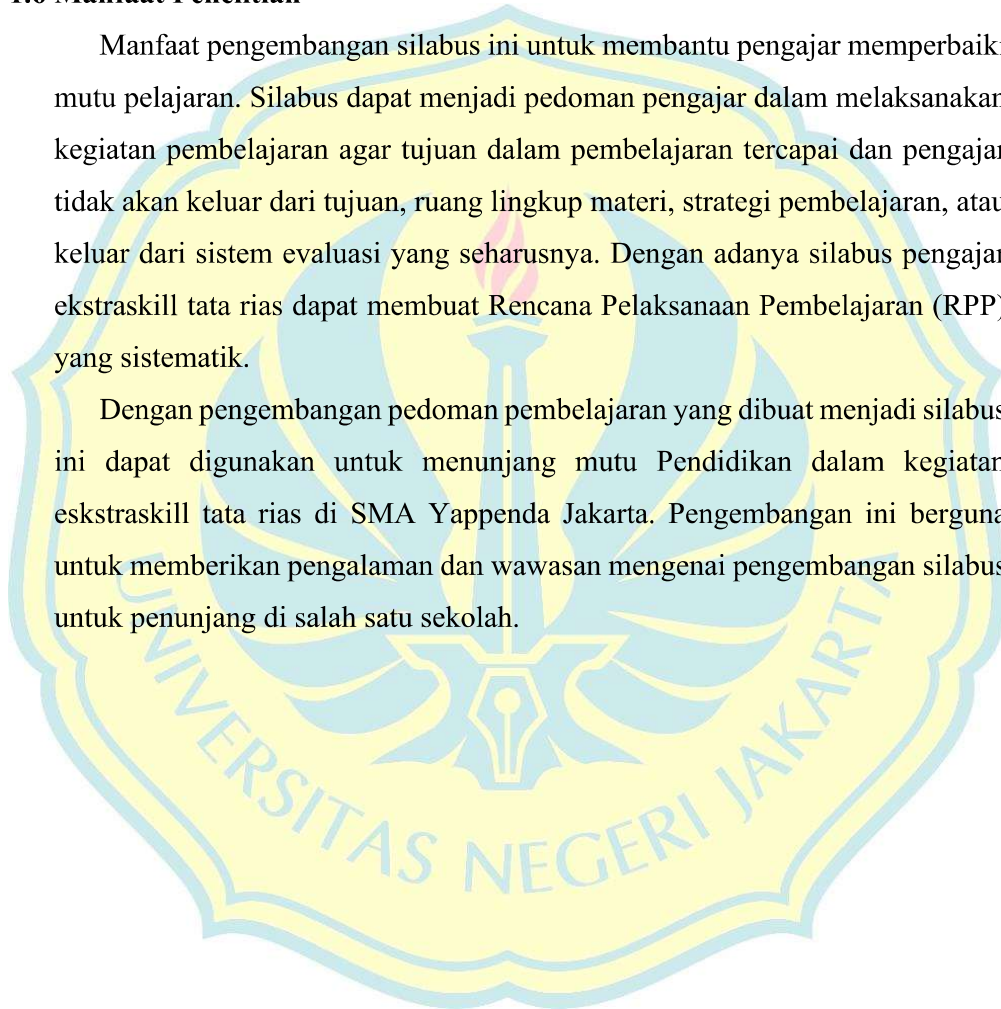 1.6 Manfaat Penelitian
Manfaat pengembangan silabus ini untuk membantu pengajar memperbaiki
mutu pelajaran. Silabus dapat menjadi pedoman pengajar dalam melaksanakan
kegiatan pembelajaran agar tujuan dalam pembelajaran tercapai dan pengajar
tidak akan keluar dari tujuan, ruang lingkup materi, strategi pembelajaran, atau
keluar dari sistem evaluasi yang seharusnya. Dengan adanya silabus pengajar
ekstraskill tata rias dapat membuat Rencana Pelaksanaan Pembelajaran (RPP)
yang sistematik.
Dengan pengembangan pedoman pembelajaran yang dibuat menjadi silabus
ini dapat digunakan untuk menunjang mutu Pendidikan dalam kegiatan
eskstraskill tata rias di SMA Yappenda Jakarta. Pengembangan ini berguna
untuk memberikan pengalaman dan wawasan mengenai pengembangan silabus
untuk penunjang di salah satu sekolah.
UNIVERSITAS NEGERI JAKARTA